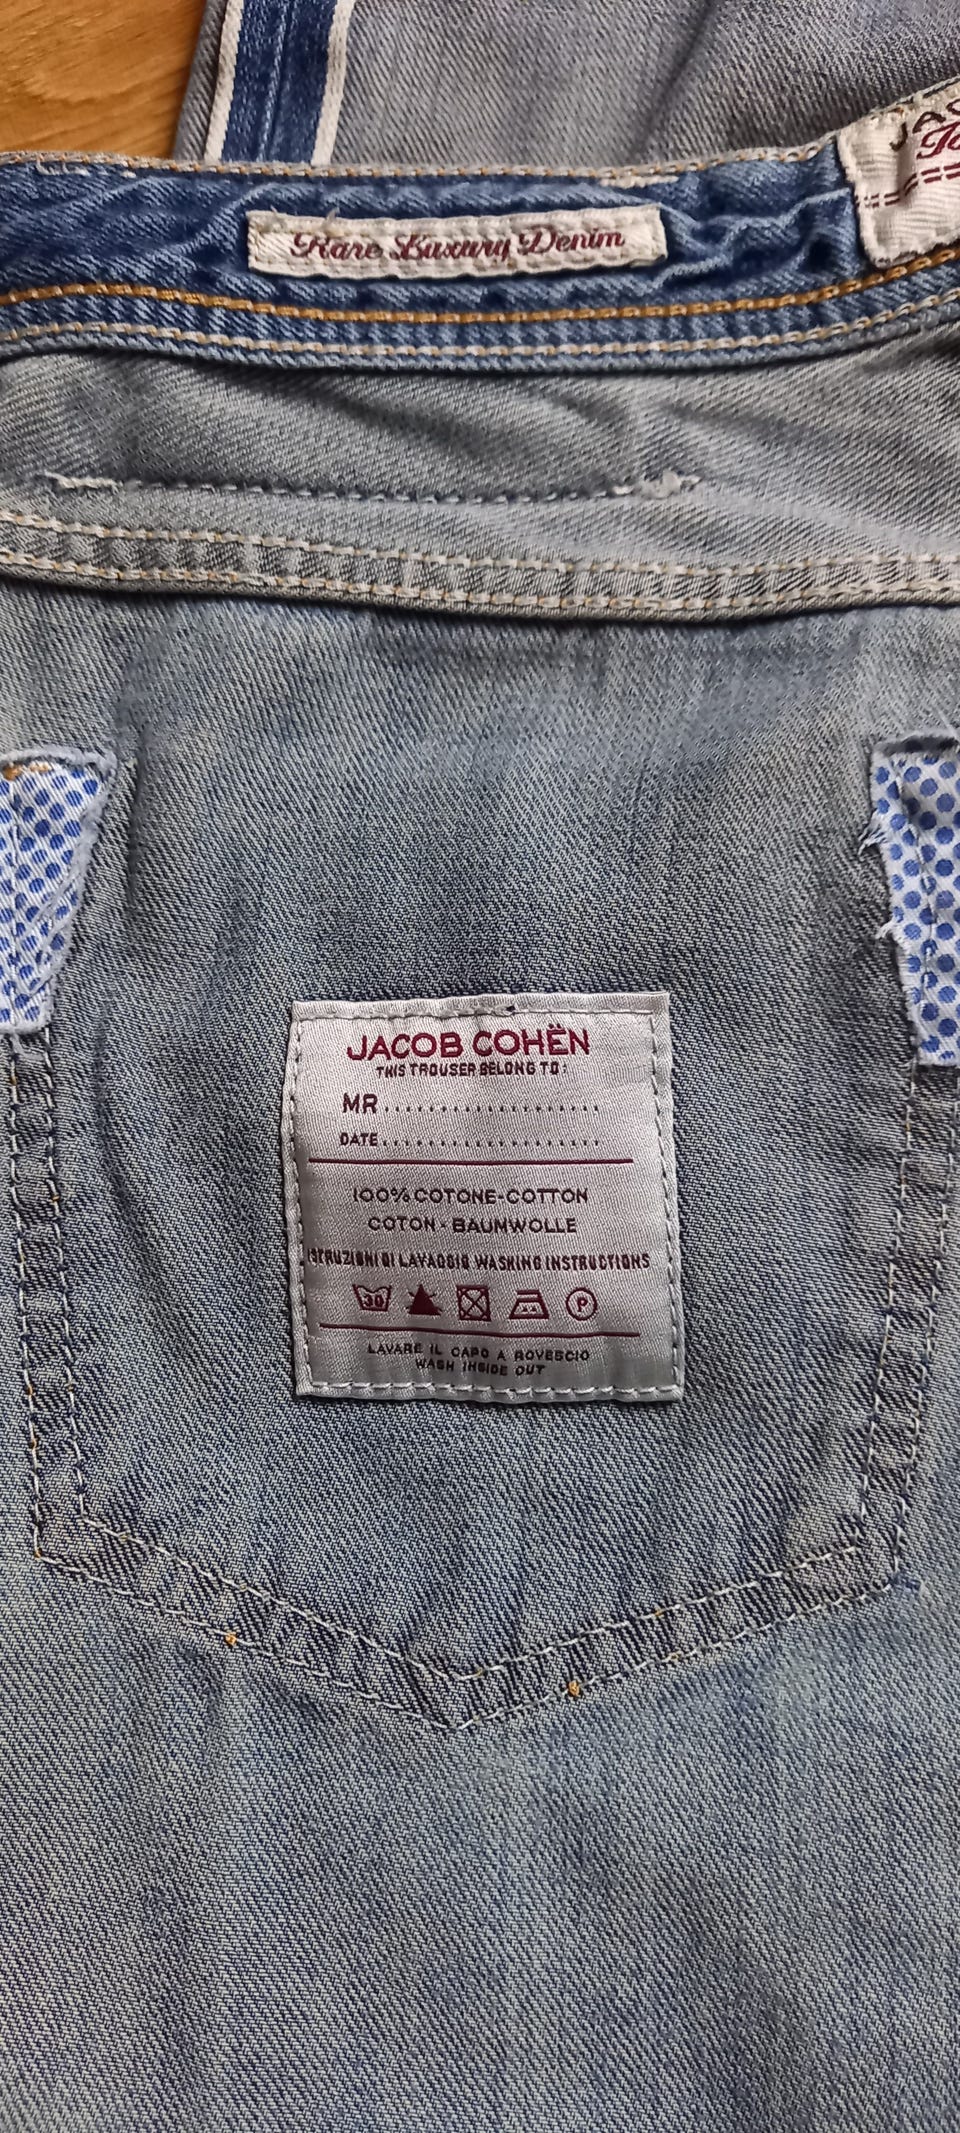 Rare Luxury Denim
JACOB COHËN
THIS TROUSER BELONG TO:
MR...................
DATE...................
100% COTONE-COTTON
COTON - BAUMWOLLE
ISTRUZIONI DI LAVAGGIO WASHING INSTRUCTIONS
30
P
LAVARE IL CAPO A ROVESCIO
WASH INSIDE OUT